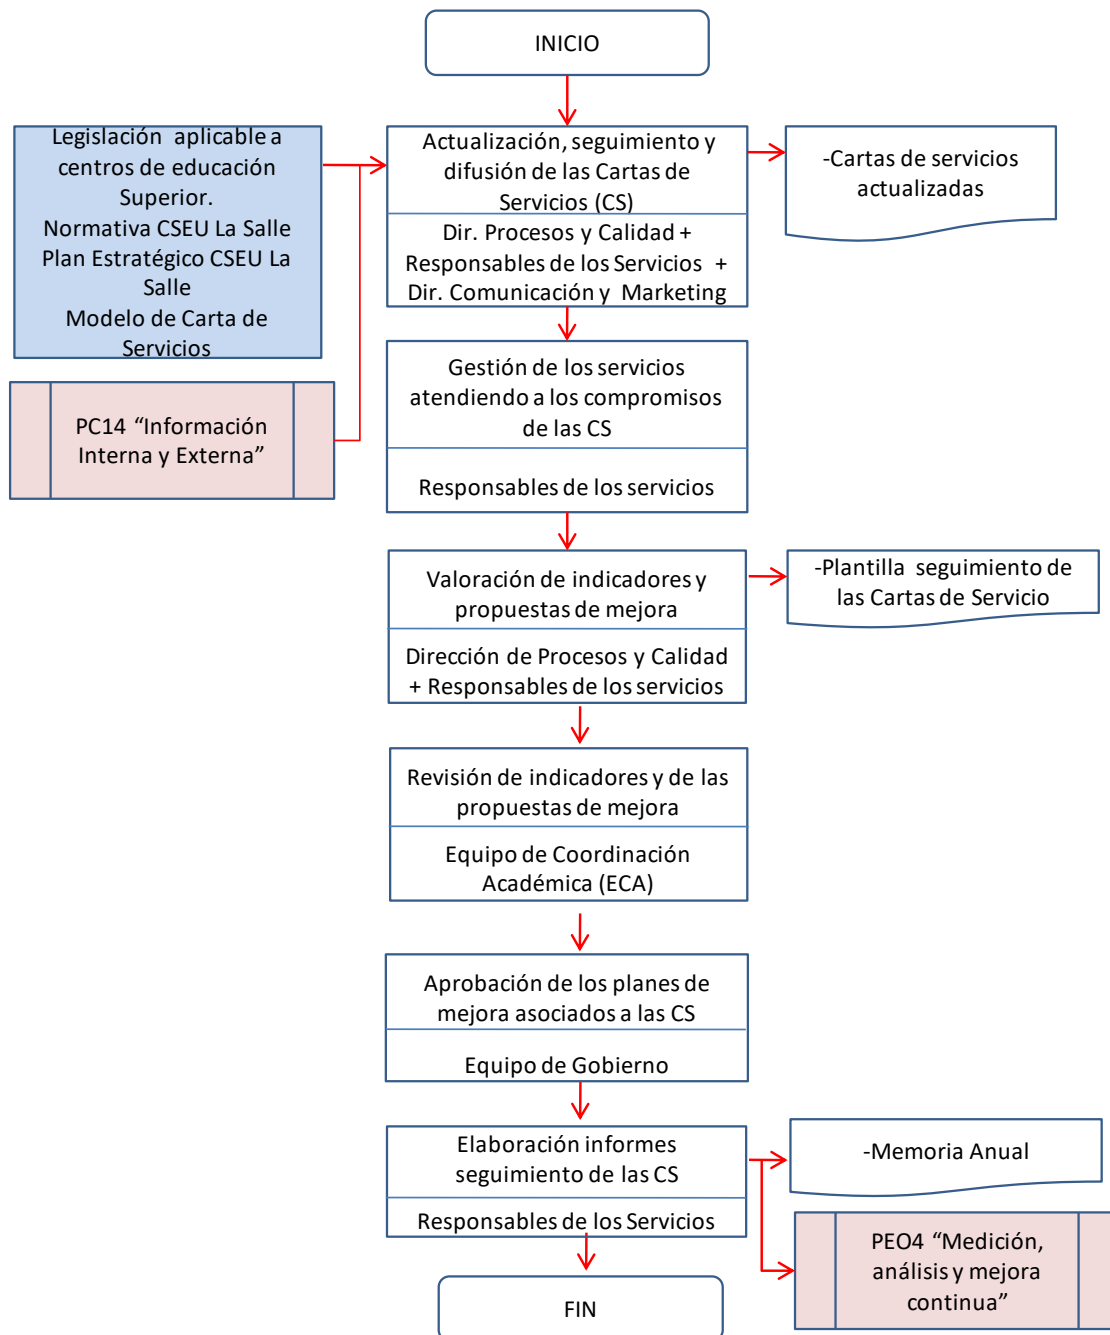 INICIO
Legislación aplicable a
centros de educación
Superior.
Normativa CSEU La Salle
Plan Estratégico CSEU La
Salle
Modelo de Carta de
Servicios
Actualización, seguimiento y
difusión de las Cartas de
Servicios (CS)
Dir. Procesos y Calidad +
Responsables de los Servicios +
Dir. Comunicación y Marketing
-Cartas de servicios
actualizadas
PC14 “Información
Interna y Externa”
Gestión de los servicios
atendiendo a los compromisos
de las CS
Responsables de los servicios
Valoración de indicadores y
propuestas de mejora
Dirección de Procesos y Calidad
+ Responsables de los servicios
-Plantilla seguimiento de
las Cartas de Servicio
Revisión de indicadores y de las
propuestas de mejora
Equipo de Coordinación
Académica (ECA)
Aprobación de los planes de
mejora asociados a las CS
Equipo de Gobierno
Elaboración informes
seguimiento de las CS
Responsables de los Servicios
-Memoria Anual
PEO4 “Medición,
análisis y mejora
continua”
FIN